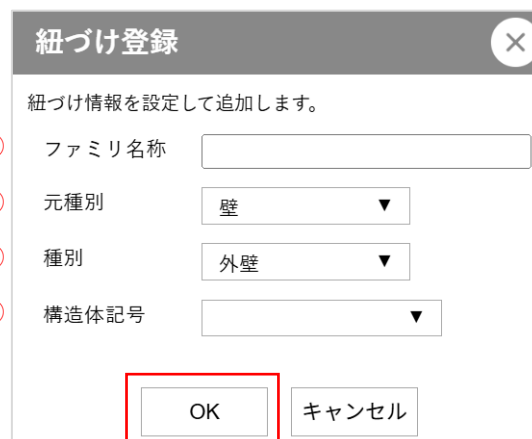 紐づけ登録
紐づけ情報を設定して追加します。
ファミリ名称
元種別 壁 ▼
種別 外壁 ▼
構造体記号 ▼
OK キャンセル